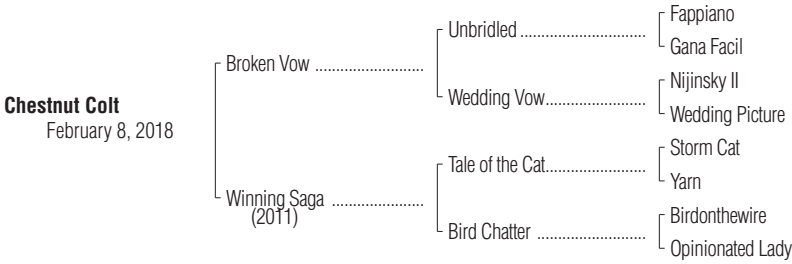 Fappiano
Unbridled ..............................
Gana Facil
Broken Vow ..........................
Nijinsky II
Wedding Vow........................
Wedding Picture
Chestnut Colt
February 8, 2018
Storm Cat
Tale of the Cat........................
Yarn
Winning Saga ......................
(2011)
Birdonthewire
Bird Chatter ..........................
Opinionated Lady